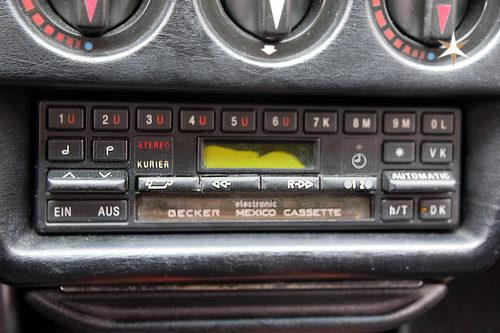 1U 2U 3U 4U 5U 6U 7K 8M 9M 0L
STEREO
KURIER
VK
AUTOMATIC
R
EIN AUS
electronic
BECKER MEXICO CASSETTE
h/T DK